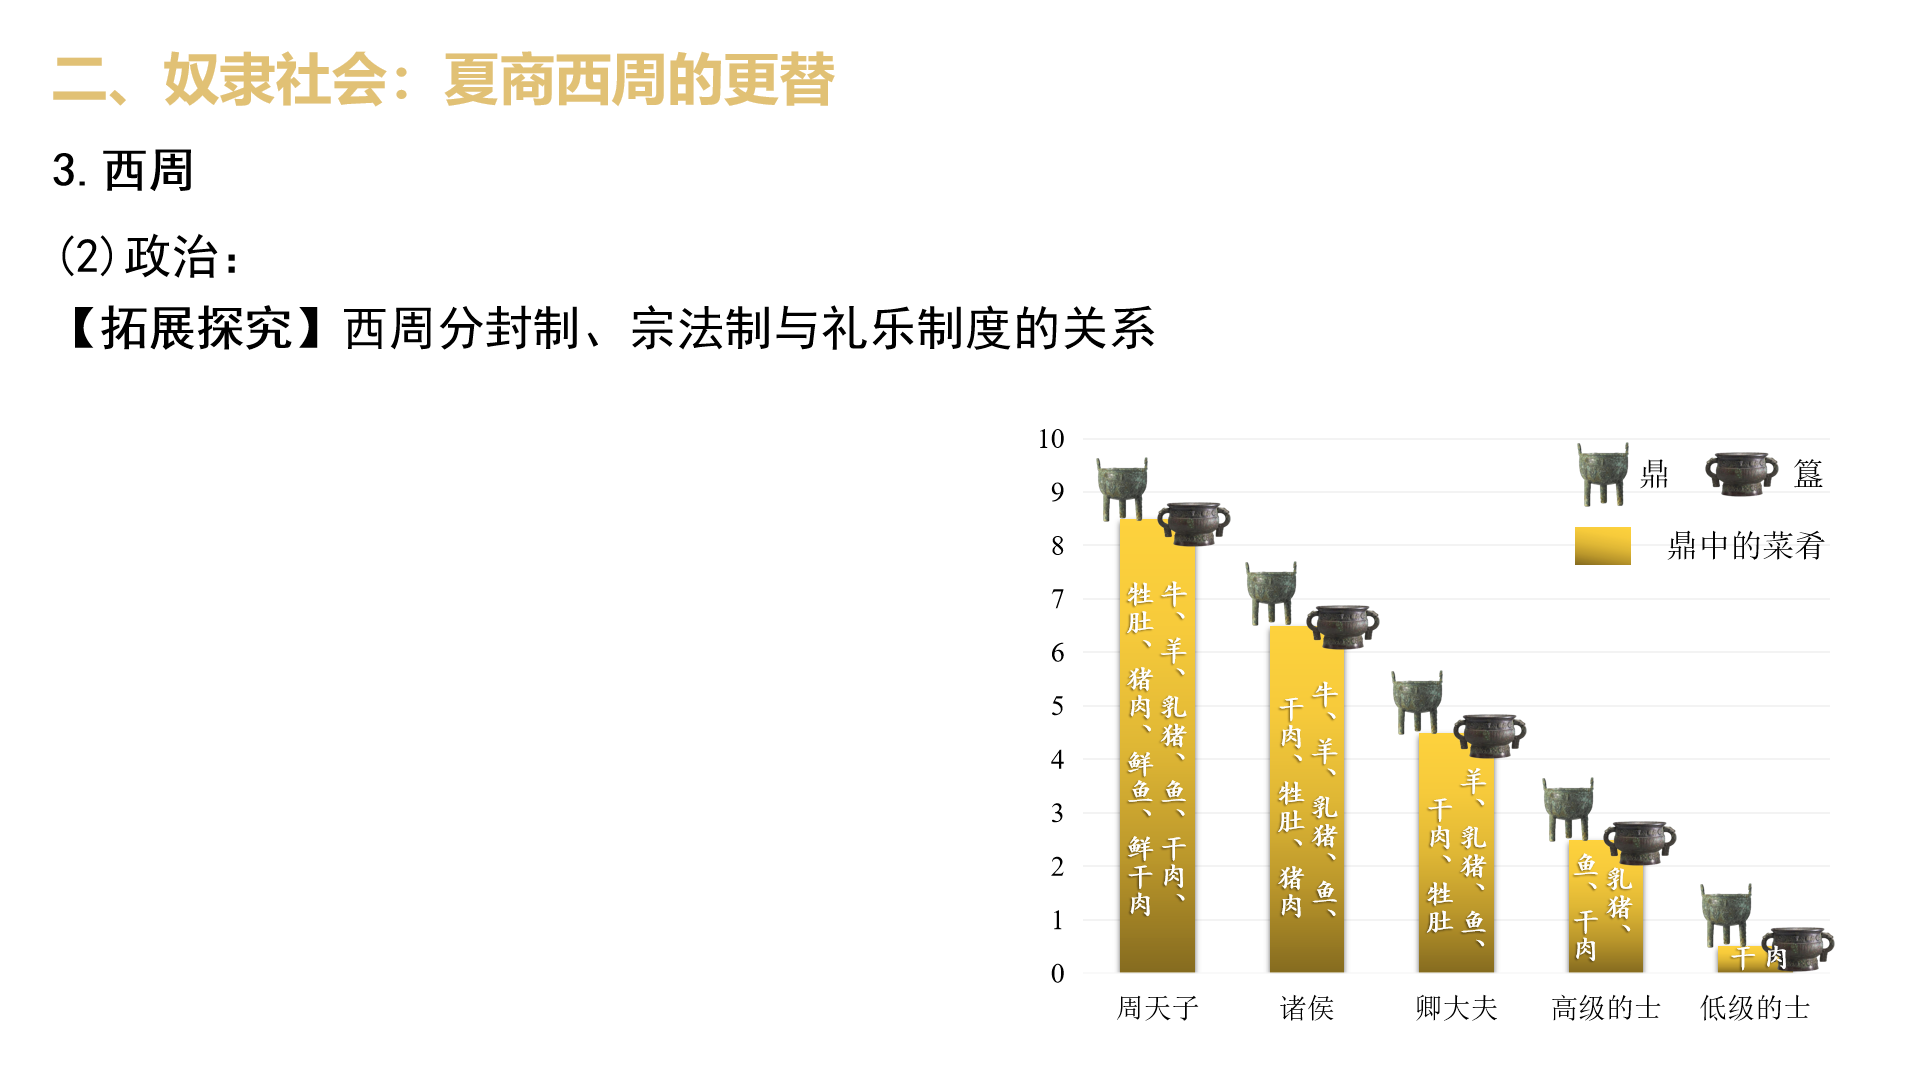 二、奴隶社会：夏商西周的更替
3.西周
(2)政治：
【拓展探究】西周分封制、宗法制与礼乐制度的关系
10
9
8
7
6
5
4
3
2
1
0
鼎
簋
鼎中的菜肴
牛、羊、乳猪、鱼、干肉、
牲肚、猪肉、鲜鱼、鲜干肉
牛、羊、乳猪、鱼、
干肉、牲肚、猪肉
羊、乳猪、鱼、
干肉、牲肚
乳猪、
鱼、干肉
干肉
周天子
诸侯
卿大夫
高级的士
低级的士